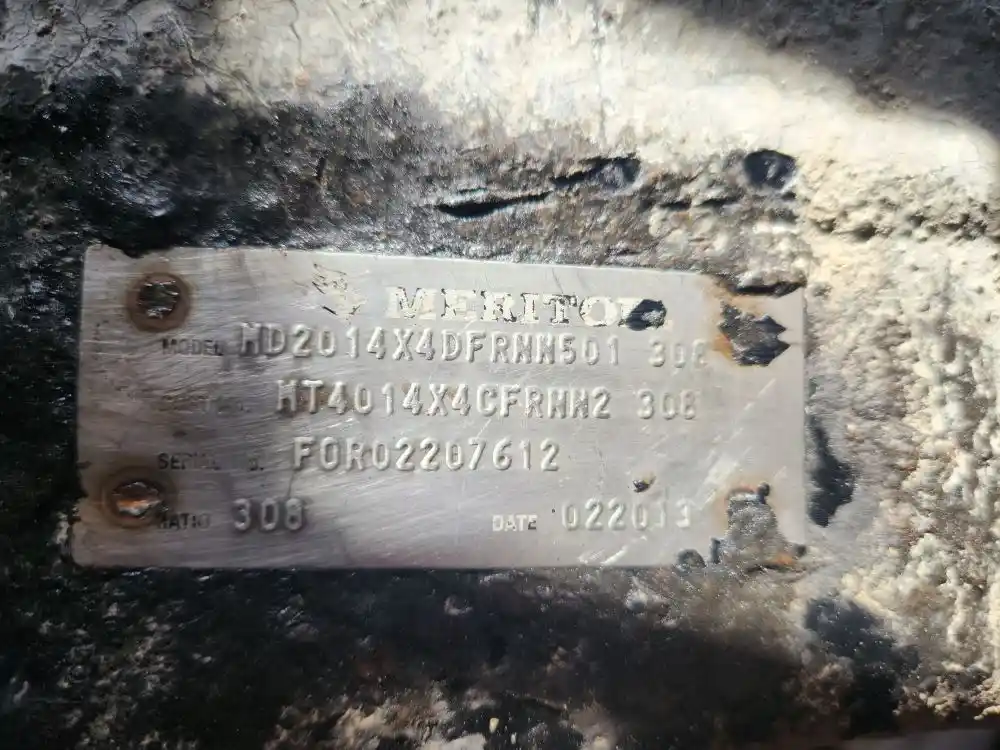 MERITOR
MODEL MD2014X4DFRNN501 308
MT4014X4CFRNN2 308
SERIAL FOR02207612
RATIO 308 DATE 022013